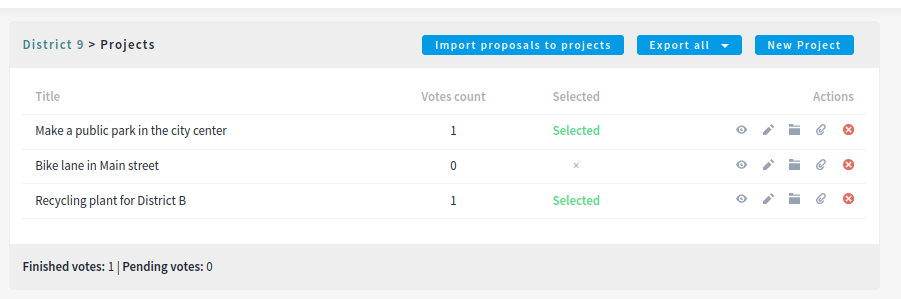 District 9 > Projects
Import proposals to projects
Export all
New Project
Title Votes count Selected Actions
Make a public park in the city center 1 Selected
Bike lane in Main street 0 ×
Recycling plant for District B 1 Selected
Finished votes: 1 | Pending votes: 0